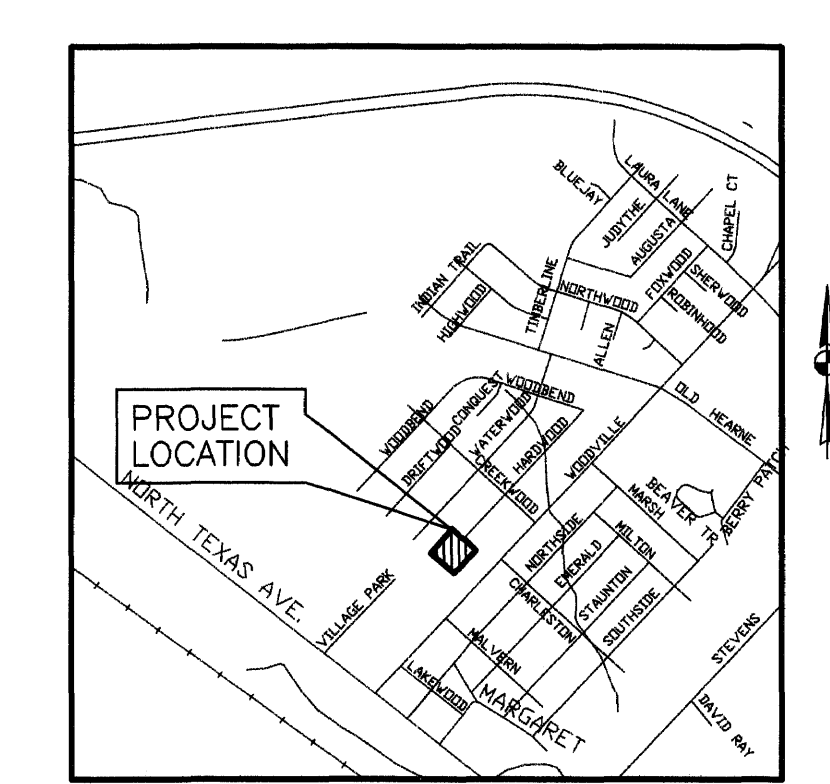 BLUEJAY
LAURA LANE
JUDYTHE
AUGUSTA
CHAPEL CT
INDIAN TRAIL
HIGHWOOD
TIMBERLINE
NORTHWOOD
FOXWOOD
SHERWOOD
ROBINHOOD
ALLEN
OLD HEARNE
PROJECT
LOCATION
WOODBEND
CONQUEST
WOODBEND
DRIFTWOOD
WATERWOOD
HARDWOOD
CREEKWOOD
WOODVILLE
BERRY PATCH
BEAVER TR
MARSH
NORTH TEXAS AVE.
NORTHSIDE
MILTON
EMERALD
STAUNTON
SOUTHSIDE
CHARLESTON
VILLAGE PARK
MALVERN
LAKEWOOD
MARGARET
STEVENS
DAVID RAY